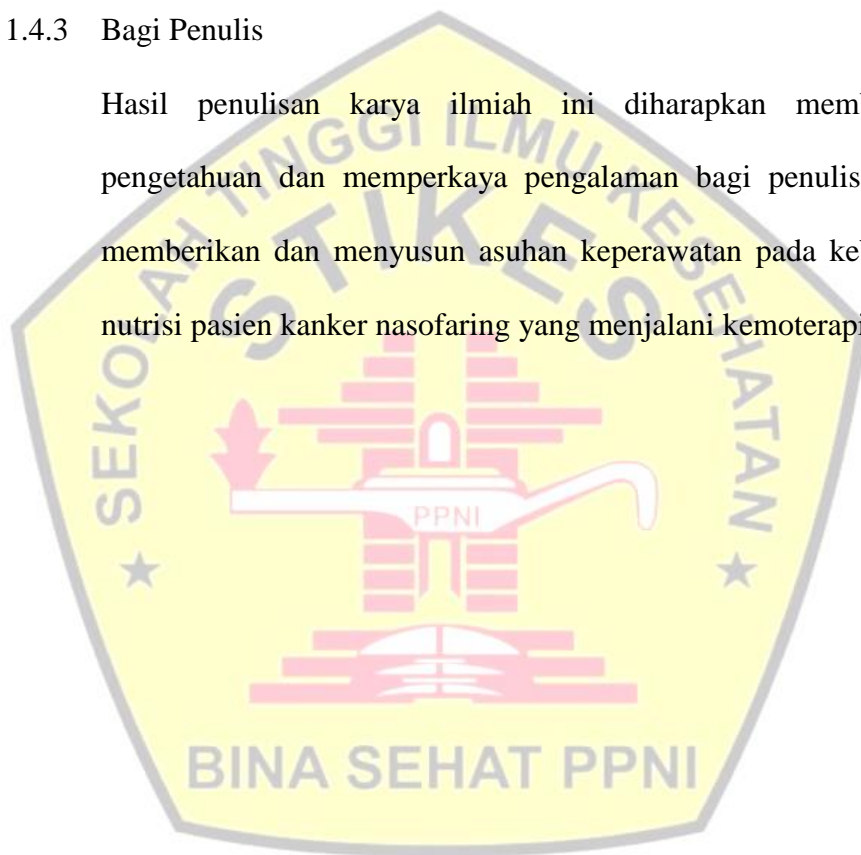 1.4.3 Bagi Penulis
Hasil penulisan karya ilmiah ini diharapkan
pengetahuan dan memperkaya pengalaman bagi penulis
memberikan dan menyusun asuhan keperawatan pada
nutrisi pasien kanker nasofaring yang menjalani kemoterapi
SEKOLAH TINGGI ILMU KESEHATAN
STIKES
PPNI
BINA SEHAT PPNI